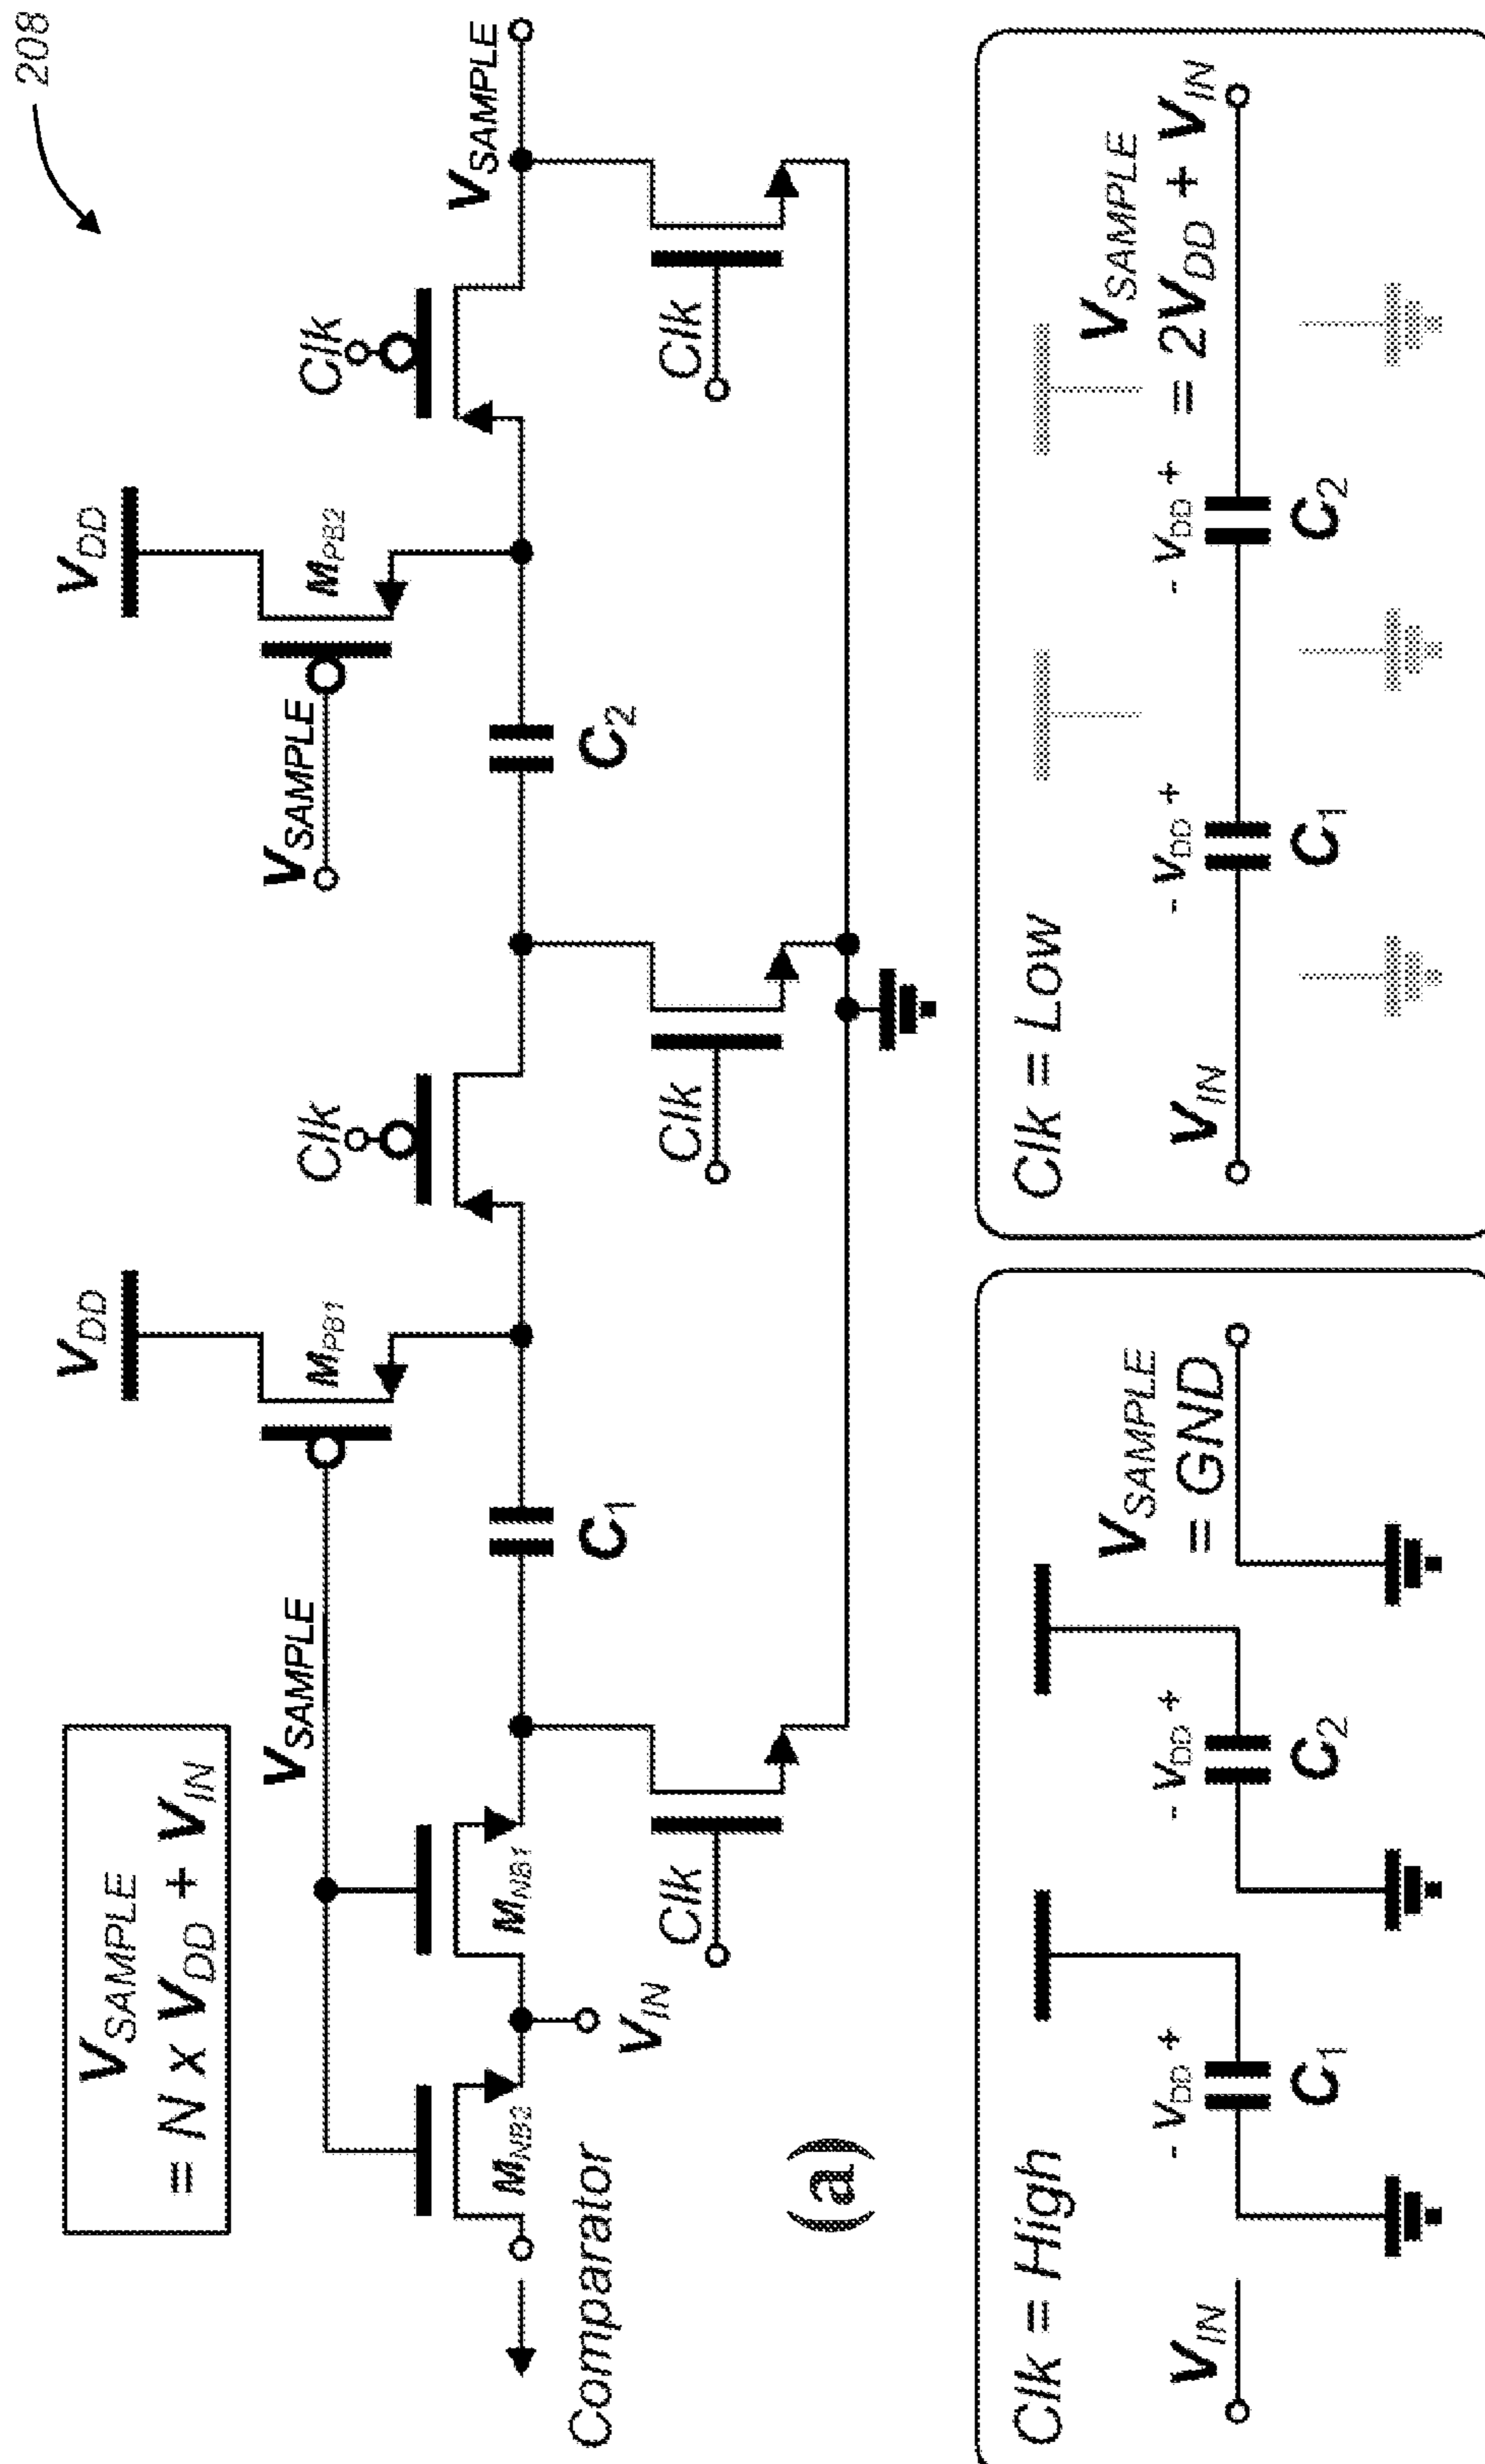 208
V_SAMPLE
= N x V_DD + V_IN
V_DD
V_DD
V_SAMPLE
M_PB1
Clk
V_SAMPLE
M_PB2
Clk
V_SAMPLE
M_NB2
M_NB1
C_1
C_2
Comparator
V_IN
Clk
Clk
Clk
(a)
Clk = High
V_IN
- V_DD +
C_1
- V_DD +
C_2
V_SAMPLE
= GND
Clk = Low
V_IN
- V_DD +
C_1
- V_DD +
C_2
V_SAMPLE
= 2V_DD + V_IN